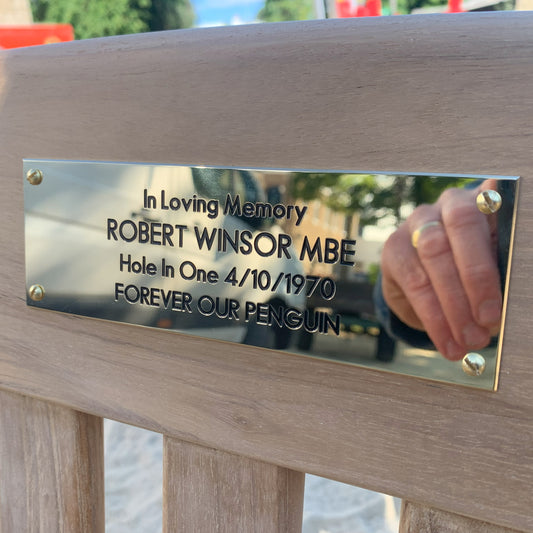 In Loving Memory
ROBERT WINSOR MBE
Hole In One 4/10/1970
FOREVER OUR PENGUIN